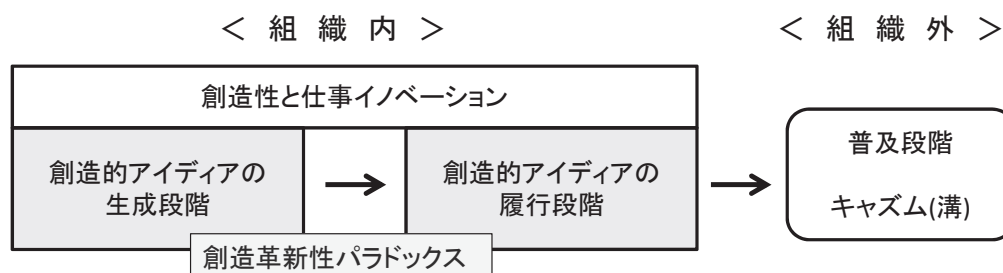 ＜ 組 織 内 ＞
＜ 組 織 外 ＞
創造性と仕事イノベーション
創造的アイディアの
生成段階
創造的アイディアの
履行段階
普及段階
キャズム(溝)
創造革新性パラドックス